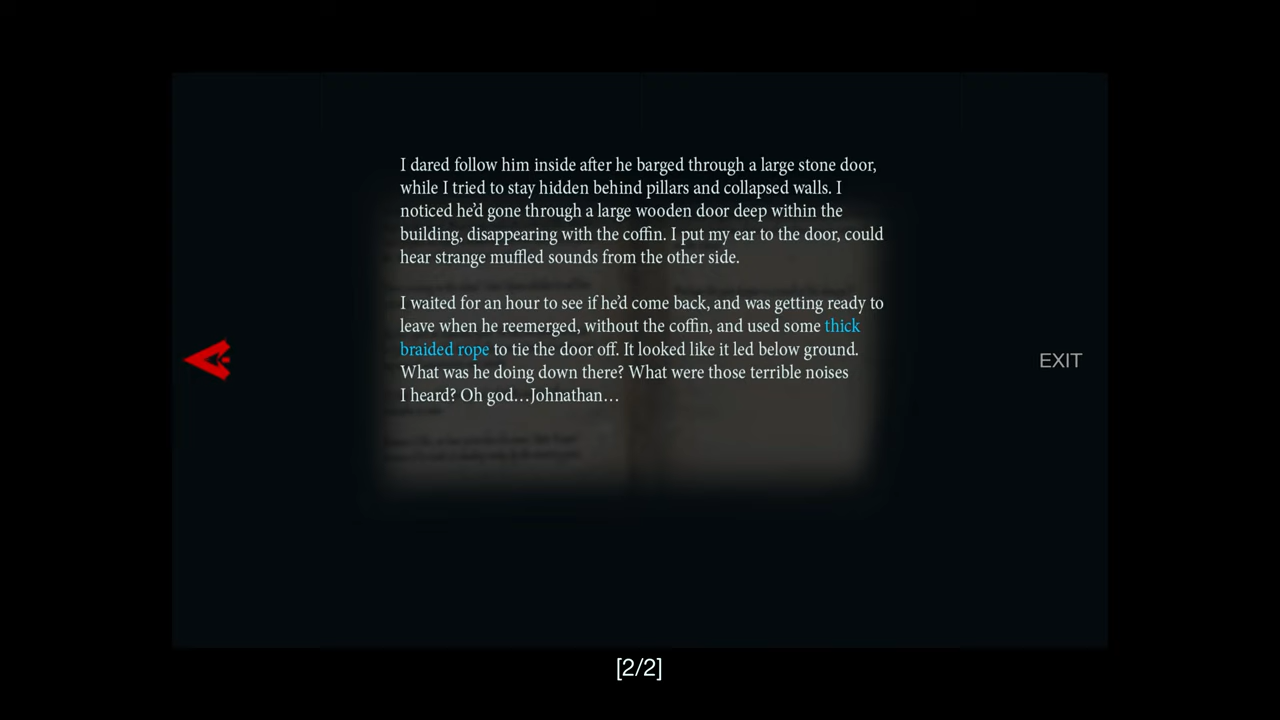 I dared follow him inside after he barged through a large stone door,
while I tried to stay hidden behind pillars and collapsed walls. I
noticed he’d gone through a large wooden door deep within the
building, disappearing with the coffin. I put my ear to the door, could
hear strange muffled sounds from the other side.
I waited for an hour to see if he’d come back, and was getting ready to
leave when he reemerged, without the coffin, and used some thick
braided rope to tie the door off. It looked like it led below ground.
What was he doing down there? What were those terrible noises
I heard? Oh god…Johnathan…
EXIT
[2/2]